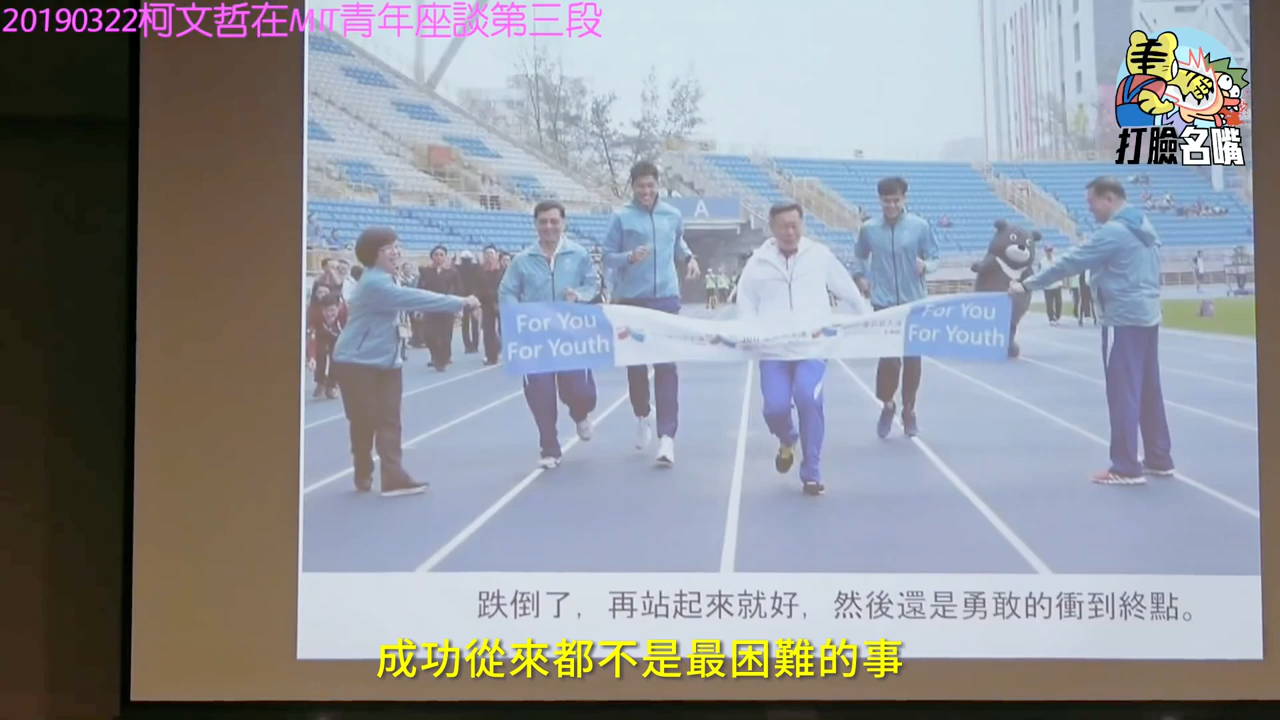 20190322柯文哲在MIT青年座談第三段
打臉名嘴
A
For You
For Youth
For You
For Youth
跌倒了，再站起來就好，然後還是勇敢的衝到終點。
成功從來都不是最困難的事